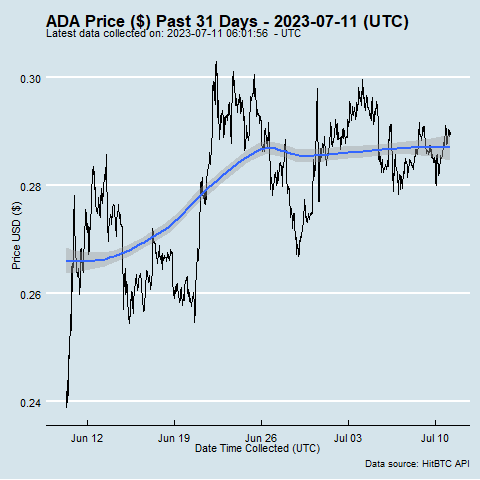 ADA Price ($) Past 31 Days - 2023-07-11 (UTC)
Latest data collected on: 2023-07-11 06:01:56 - UTC
0.30
0.28
0.26
0.24
Price USD ($)
Jun 12 Jun 19 Jun 26 Jul 03 Jul 10
Date Time Collected (UTC)
Data source: HitBTC API